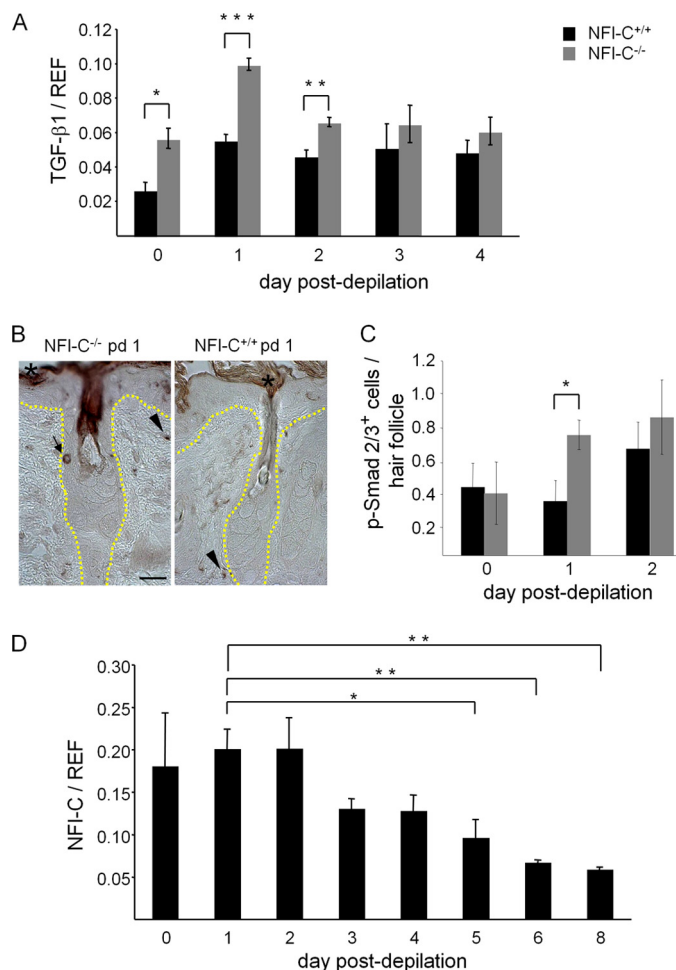 A
TGF-β1 / REF
0.12
0.10
0.08
0.06
0.04
0.02
* * *
*
* *
NFI-C+/+
NFI-C-/-
0 1 2 3 4
day post-depilation
B
NFI-C-/- pd 1 NFI-C+/+ pd 1
*
*
C
p-Smad 2/3+ cells /
hair follicle
1.2
1.0
0.8
0.6
0.4
0.2
*
0 1 2
day post-depilation
D
NFI-C / REF
0.30
0.25
0.20
0.15
0.10
0.05
* *
* *
*
0 1 2 3 4 5 6 8
day post-depilation